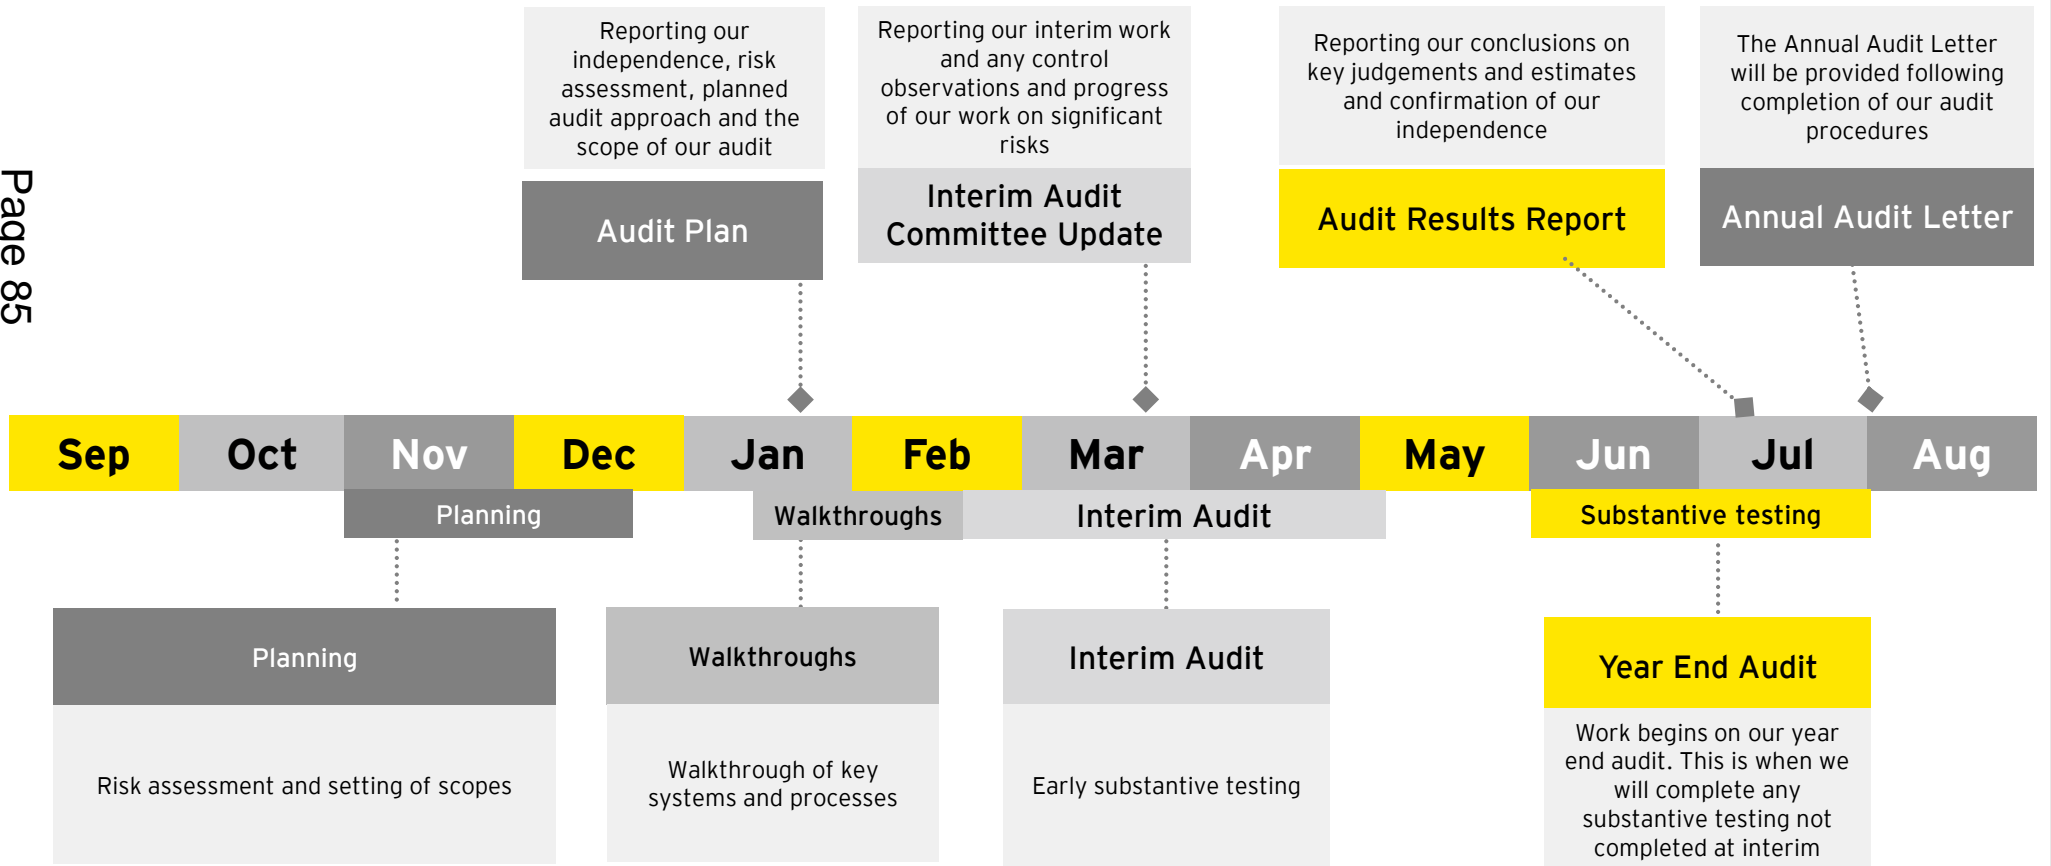 Reporting our
independence, risk
assessment, planned
audit approach and the
scope of our audit
Audit Plan
Reporting our interim work
and any control
observations and progress
of our work on significant
risks
Interim Audit
Committee Update
Reporting our conclusions on
key judgements and estimates
and confirmation of our
independence
Audit Results Report
The Annual Audit Letter
will be provided following
completion of our audit
procedures
Annual Audit Letter
Page 85
Sep Oct Nov Dec Jan Feb Mar Apr May Jun Jul Aug
Planning Walkthroughs Interim Audit Substantive testing
Planning
Risk assessment and setting of scopes
Walkthroughs
Walkthrough of key
systems and processes
Interim Audit
Early substantive testing
Year End Audit
Work begins on our year
end audit. This is when we
will complete any
substantive testing not
completed at interim